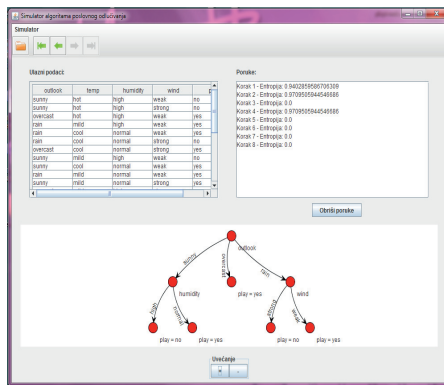 Simulator algoritama poslovnog odlučivanja
Simulator
Ulazni podaci:
outlook temp humidity wind p
sunny hot high weak no
sunny hot high strong no
overcast hot high weak yes
rain mild high weak yes
rain cool normal weak yes
rain cool normal strong no
overcast cool normal strong yes
sunny mild high weak no
sunny cool normal weak yes
rain mild normal weak yes
sunny mild normal strong yes
Poruke:
Korak 1 - Entropija: 0.9402859586706309
Korak 2 - Entropija: 0.9709505944546686
Korak 3 - Entropija: 0.0
Korak 4 - Entropija: 0.9709505944546686
Korak 5 - Entropija: 0.0
Korak 6 - Entropija: 0.0
Korak 7 - Entropija: 0.0
Korak 8 - Entropija: 0.0
Obriši poruke
outlook
sunny overcast rain
humidity play = yes wind
high normal strong weak
play = no play = yes play = no play = yes
Uvećanje
+ -